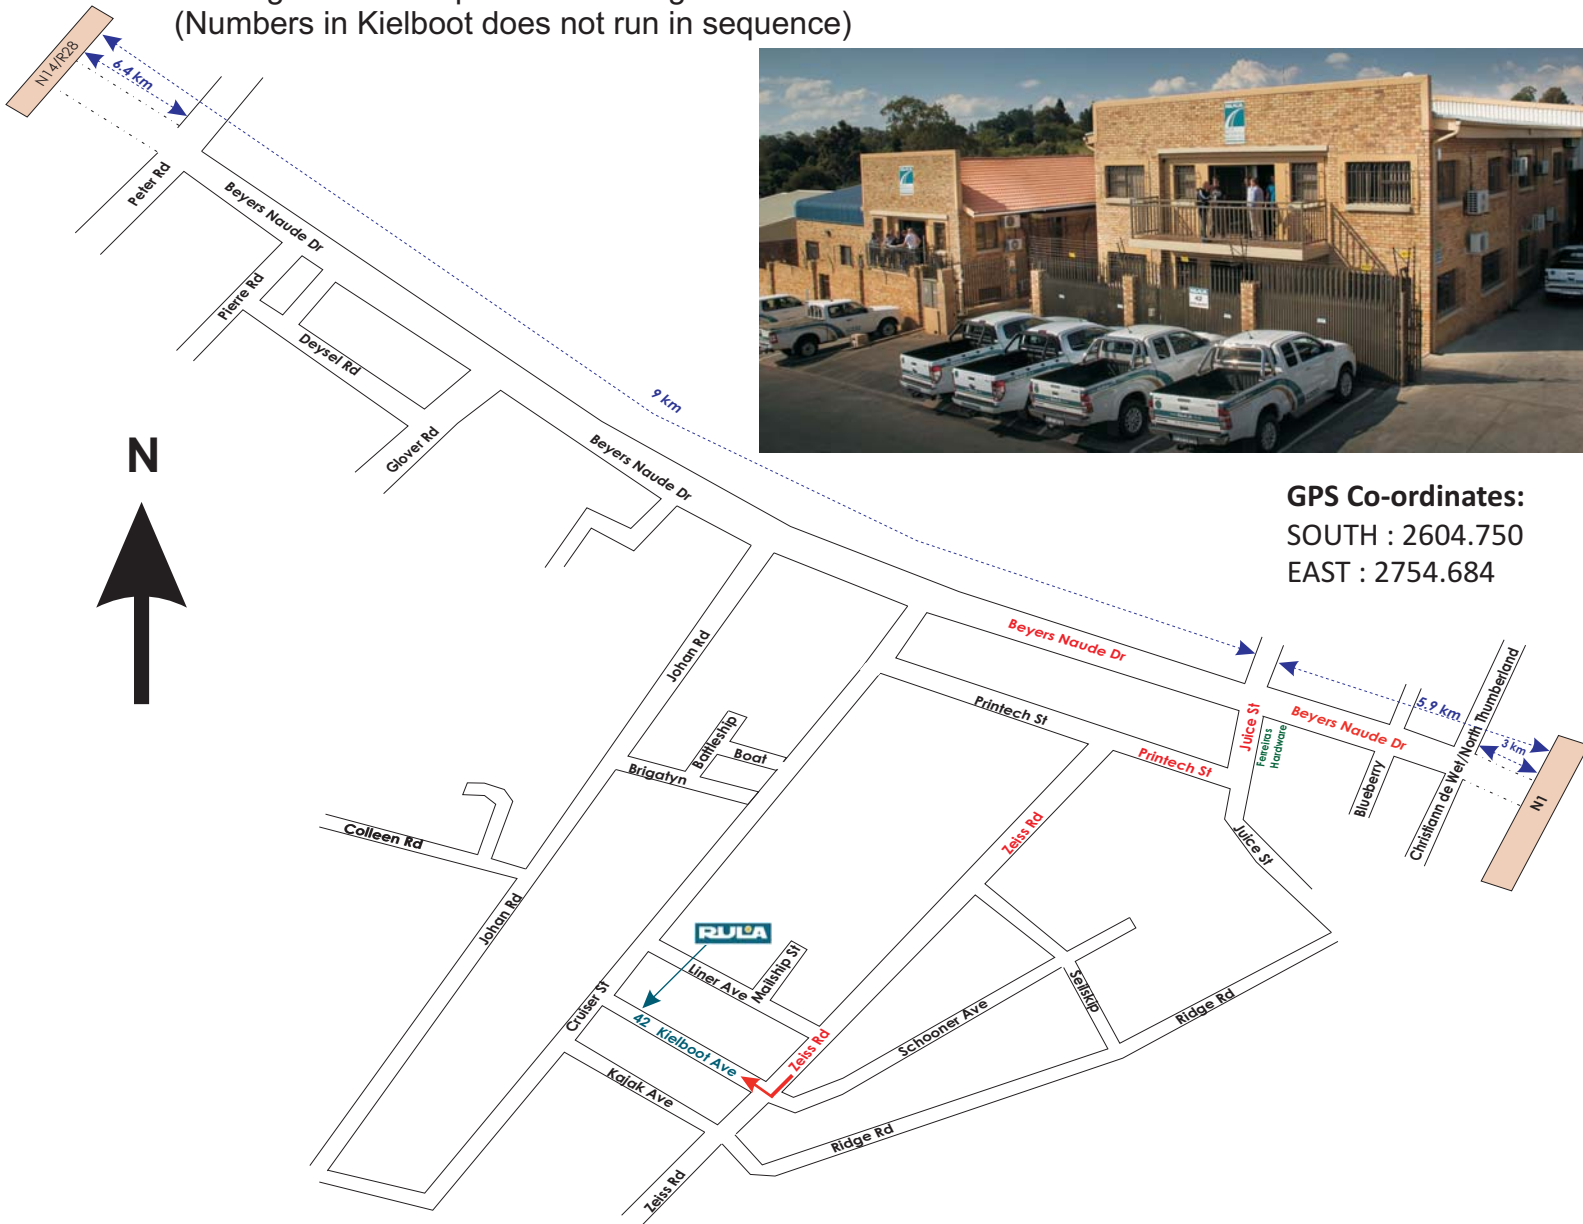 (Numbers in Kielboot does not run in sequence)
N14/R28
6.4 km
Peter Rd
Beyers Naude Dr
Pierre Rd
Deysel Rd
9 km
Glover Rd
Beyers Naude Dr
N
GPS Co-ordinates:
SOUTH : 2604.750
EAST : 2754.684
Beyers Naude Dr
Johan Rd
Printech St
Juice St
Ferreiras
Hardware
Beyers Naude Dr
5.9 km
3 km
Christiann de Wet/North Thumberland
N1
Battleship
Boat
Brigatyn
Printech St
Blueberry
Colleen Rd
Zeiss Rd
Juice St
Johan Rd
RULA
Liner Ave
Mailship St
Cruiser St
42 Kielboot Ave
Seilskip
Schooner Ave
Ridge Rd
Zeiss Rd
Kajak Ave
Ridge Rd
Zeiss Rd